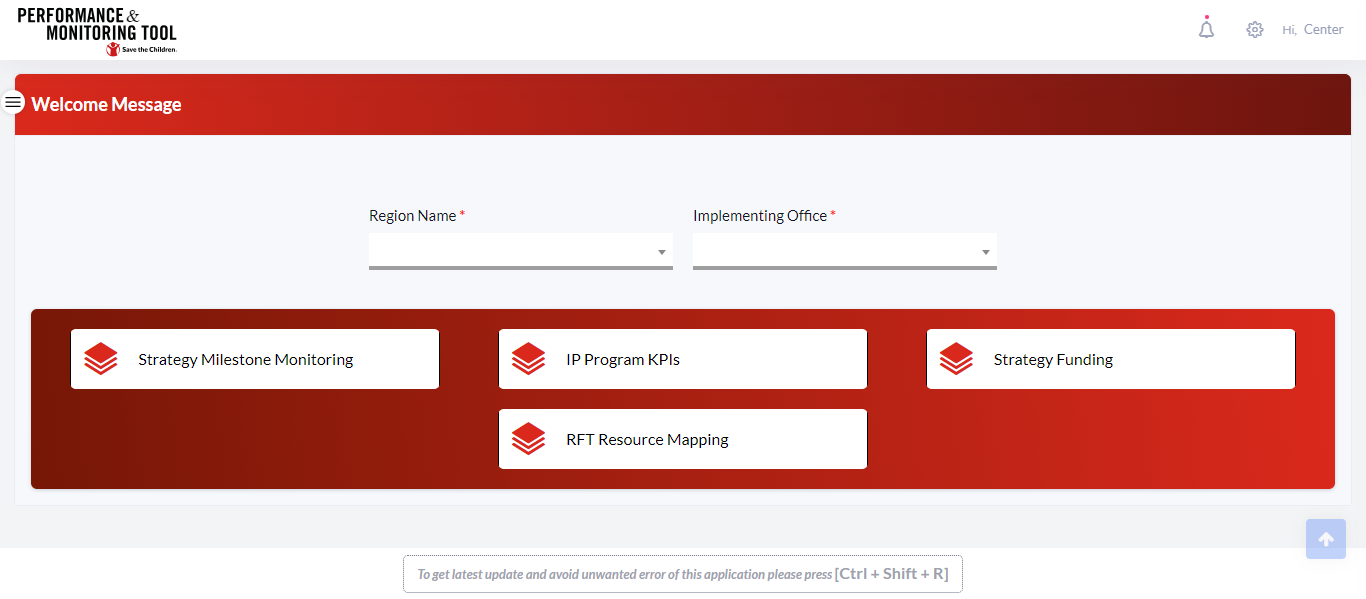 PERFORMANCE &
MONITORING TOOL
Save the Children.
Hi, Center
Welcome Message
Region Name *
Implementing Office *
Strategy Milestone Monitoring
IP Program KPIs
Strategy Funding
RFT Resource Mapping
To get latest update and avoid unwanted error of this application please press [Ctrl + Shift + R]